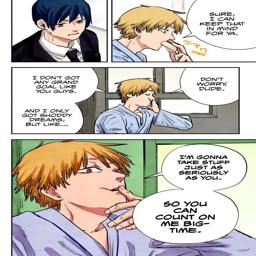 SURE,
I CAN
KEEP THAT
IN MIND
FOR YA.
I DON'T GOT
ANY GRAND
GOAL LIKE
YOU GUYS.
DON'T
WORRY,
DUDE.
AND I ONLY
GOT SHODDY
DREAMS,
BUT LIKE...
I'M GONNA
TAKE STUFF
JUST AS
SERIOUSLY
AS YOU.
SO YOU
CAN COUNT
ON ME BIG-
TIME.